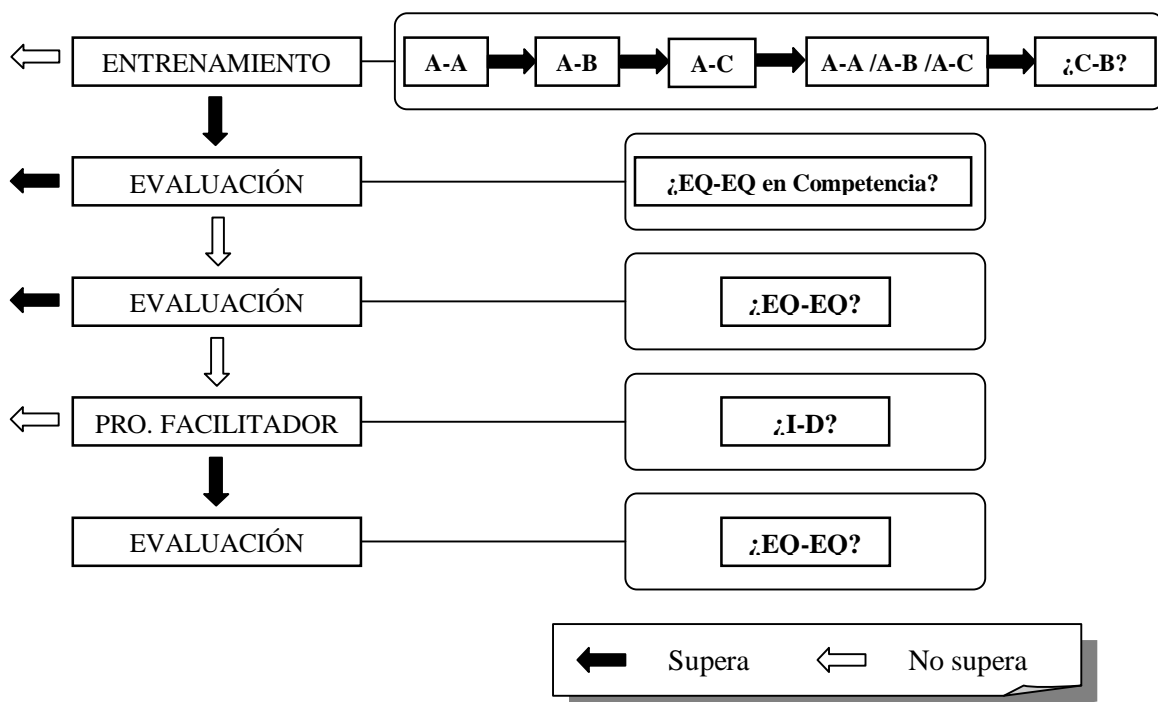 ENTRENAMIENTO
A-A
A-B
A-C
A-A /A-B /A-C
¿C-B?
EVALUACIÓN
¿EQ-EQ en Competencia?
EVALUACIÓN
¿EQ-EQ?
PRO. FACILITADOR
¿I-D?
EVALUACIÓN
¿EQ-EQ?
Supera
No supera